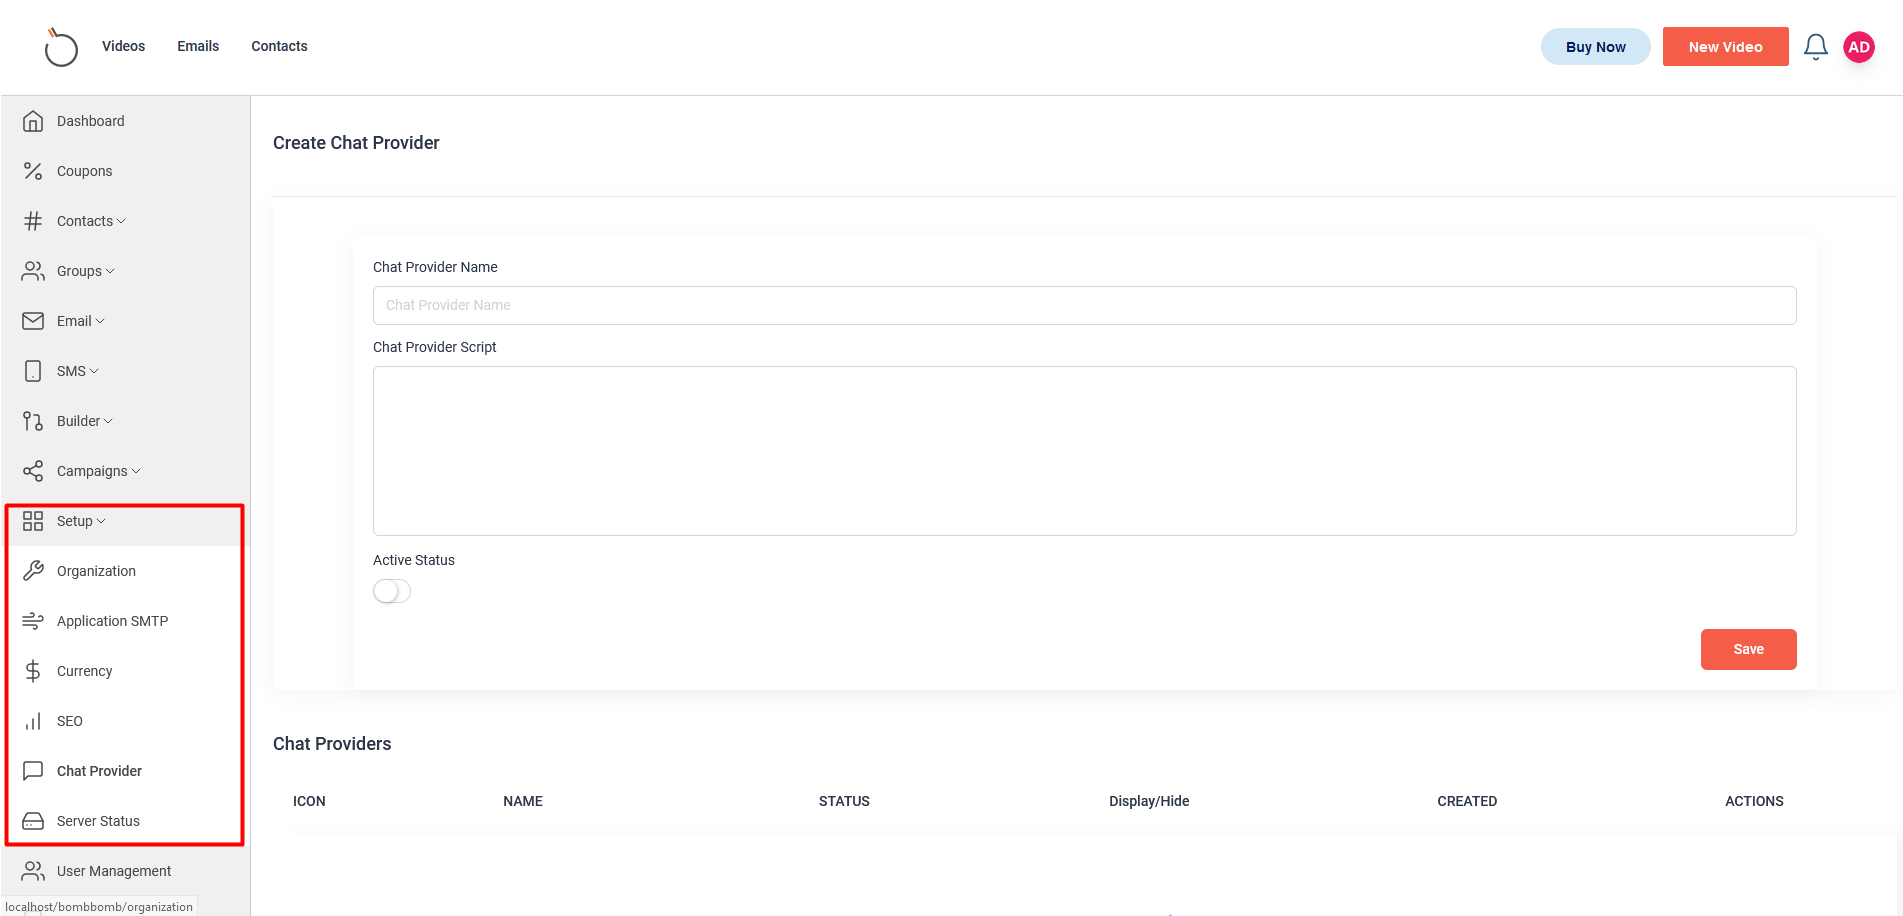 Videos Emails Contacts
Buy Now New Video AD
Dashboard
Coupons
Contacts
Groups
Email
SMS
Builder
Campaigns
Setup
Organization
Application SMTP
Currency
SEO
Chat Provider
Server Status
User Management
localhost/bombbomb/organization
Create Chat Provider
Chat Provider Name
Chat Provider Name
Chat Provider Script
Active Status
Save
Chat Providers
ICON NAME STATUS Display/Hide CREATED ACTIONS